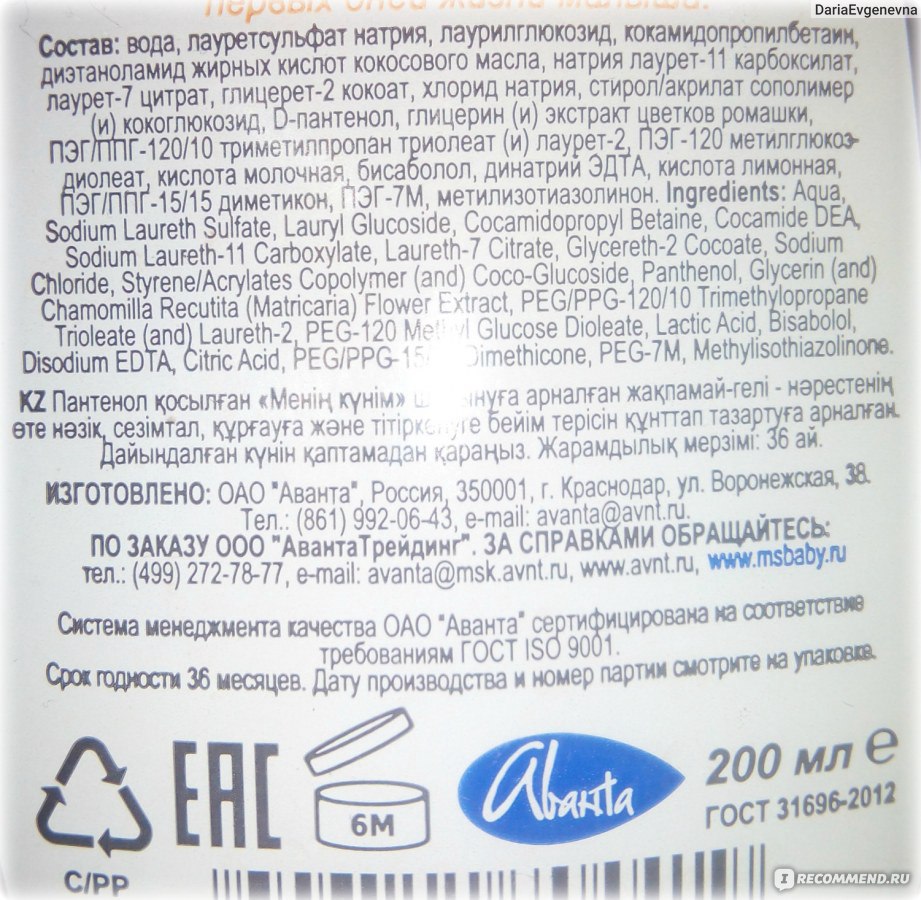 DariaEvgenevna
первых дней жизни малыша.
Состав: вода, лауретсульфат натрия, лаурилглюкозид, кокамидопропилбетаин,
диэтаноламид жирных кислот кокосового масла, натрия лаурет-11 карбоксилат,
лаурет-7 цитрат, глицерет-2 кокоат, хлорид натрия, стирол/акрилат сополимер
(и) кокоглюкозид, D-пантенол, глицерин (и) экстракт цветков ромашки,
ПЭГ/ППГ-120/10 триметилпропан триолеат (и) лаурет-2, ПЭГ-120 метилглюкоз-
диолеат, кислота молочная, бисаболол, динатрий ЭДТА, кислота лимонная,
ПЭГ/ППГ-15/15 диметикон, ПЭГ-7М, метилизотиазолинон. Ingredients: Aqua,
Sodium Laureth Sulfate, Lauryl Glucoside, Cocamidopropyl Betaine, Cocamide DEA,
Sodium Laureth-11 Carboxylate, Laureth-7 Citrate, Glycereth-2 Cocoate, Sodium
Chloride, Styrene/Acrylates Copolymer (and) Coco-Glucoside, Panthenol, Glycerin (and)
Chamomilla Recutita (Matricaria) Flower Extract, PEG/PPG-120/10 Trimethylopropane
Trioleate (and) Laureth-2, PEG-120 Methyl Glucose Dioleate, Lactic Acid, Bisabolol,
Disodium EDTA, Citric Acid, Dimethicone, PEG-7M, Methylisothiazolinone.
KZ Пантенол қосылған «Менің күнім» арналған жақпамай-гелі - нәрестенің
өте нәзік, сезімтал, құрғауға және бейім терісін құнттап тазартуға арналған.
Дайындалған күнін қаптамадан қараңыз. Жарамдылық мерзімі: 36 ай.
ИЗГОТОВЛЕНО: ОАО "Аванта", Россия, 350001, г. Краснодар, ул. Воронежская, 38.
Тел.: (861) 992-06-43, e-mail: avanta@avnt.ru.
ПО ЗАКАЗУ ООО "АвантаТрейдинг". ЗА СПРАВКАМИ ОБРАЩАЙТЕСЬ:
тел.: (499) 272-78-77, e-mail: avanta@msk.avnt.ru, www.avnt.ru, www.msbaby.ru
Система менеджмента качества ОАО "Аванта" сертифицирована на соответствие
требованиям ГОСТ ISO 9001.
Срок годности 36 месяцев. Дату производства и номер партии смотрите на упаковке.
EAC
6M
Avanta
200 мл e
ГОСТ 31696-2012
C/PP
IRECOMMEND.RU